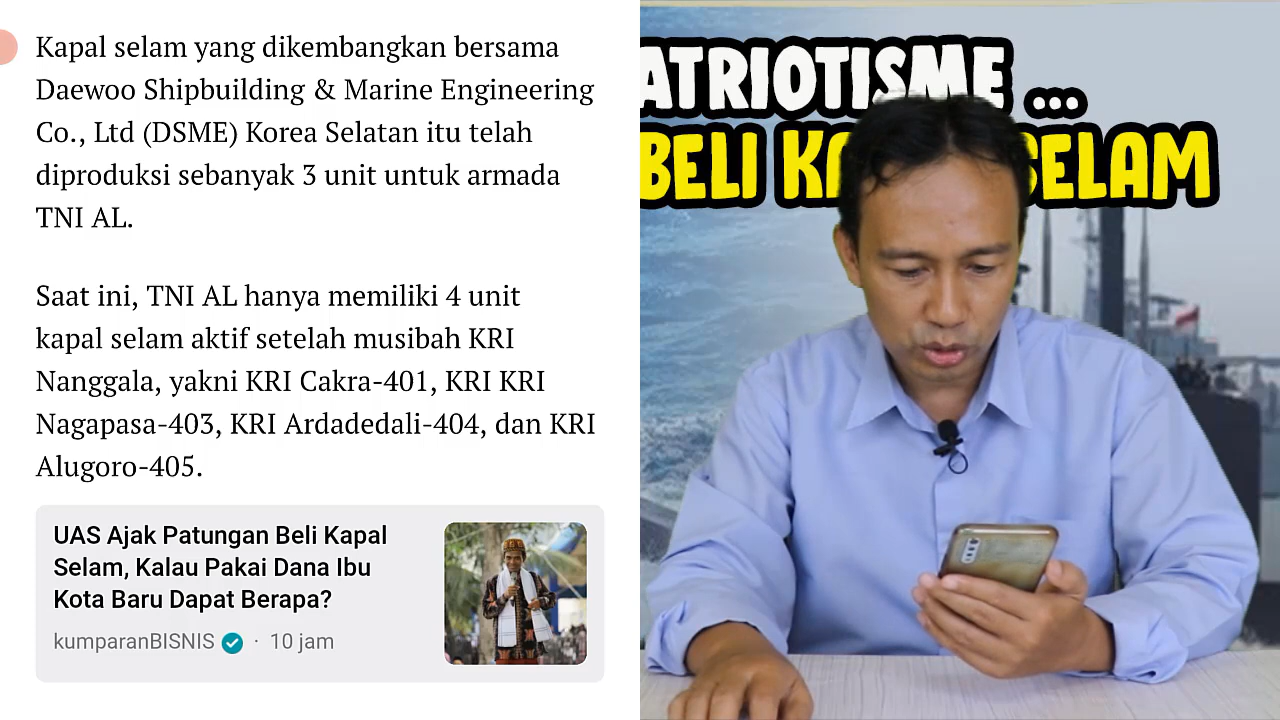 Kapal selam yang dikembangkan bersama
Daewoo Shipbuilding & Marine Engineering
Co., Ltd (DSME) Korea Selatan itu telah
diproduksi sebanyak 3 unit untuk armada
TNI AL.
Saat ini, TNI AL hanya memiliki 4 unit
kapal selam aktif setelah musibah KRI
Nanggala, yakni KRI Cakra-401, KRI KRI
Nagapasa-403, KRI Ardadedali-404, dan KRI
Alugoro-405.
UAS Ajak Patungan Beli Kapal
Selam, Kalau Pakai Dana Ibu
Kota Baru Dapat Berapa?
kumparanBISNIS · 10 jam
ATRIOTISME ...
BELI KA SELAM